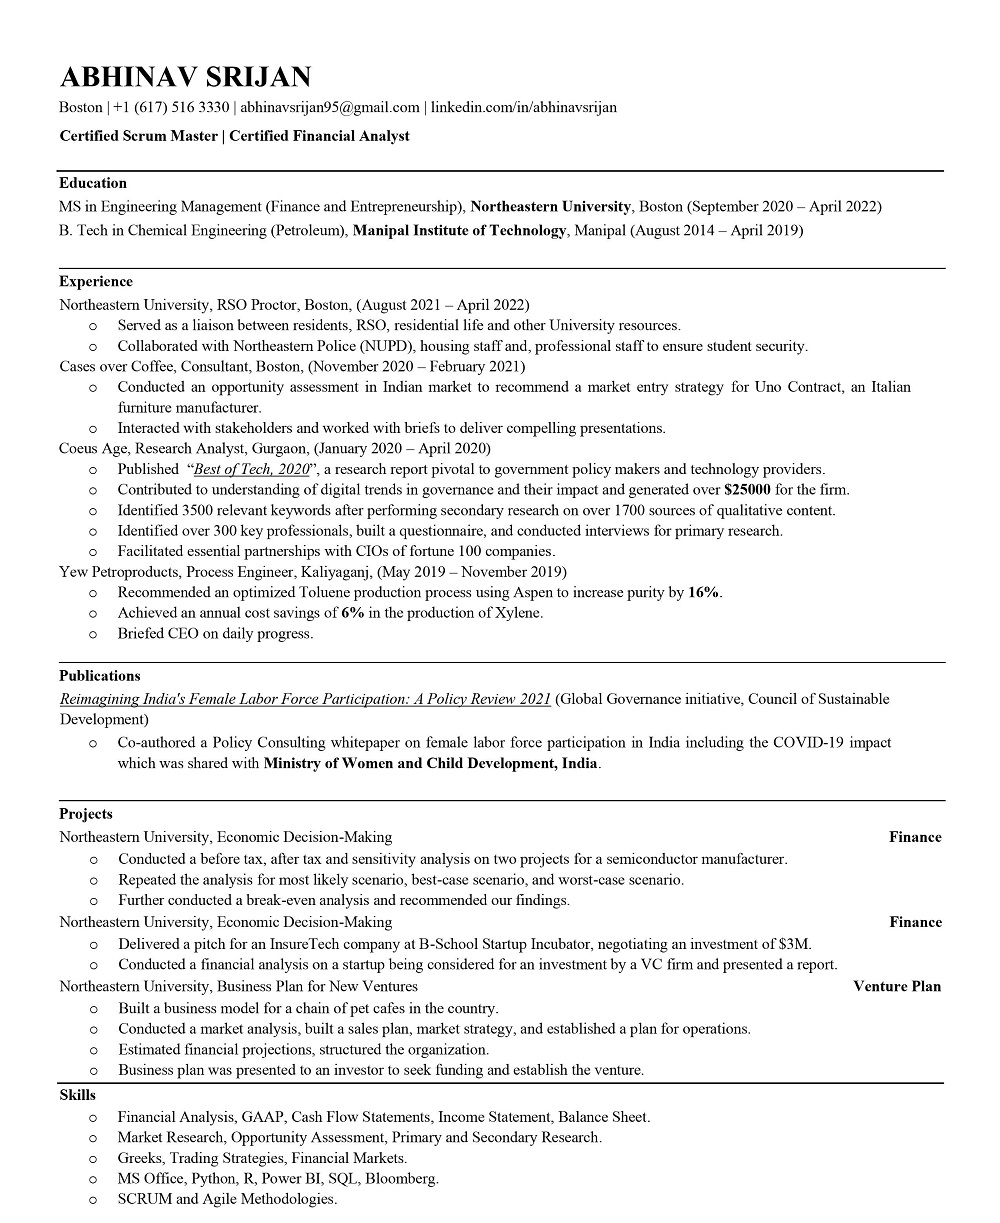 ABHINAV SRIJAN
Boston | +1 (617) 516 3330 | abhinavsrijan95@gmail.com | linkedin.com/in/abhinavsrijan
Certified Scrum Master | Certified Financial Analyst
Education
MS in Engineering Management (Finance and Entrepreneurship), Northeastern University, Boston (September 2020 – April 2022)
B. Tech in Chemical Engineering (Petroleum), Manipal Institute of Technology, Manipal (August 2014 – April 2019)
Experience
Northeastern University, RSO Proctor, Boston, (August 2021 – April 2022)
o Served as a liaison between residents, RSO, residential life and other University resources.
o Collaborated with Northeastern Police (NUPD), housing staff and, professional staff to ensure student security.
Cases over Coffee, Consultant, Boston, (November 2020 – February 2021)
o Conducted an opportunity assessment in Indian market to recommend a market entry strategy for Uno Contract, an Italian
furniture manufacturer.
o Interacted with stakeholders and worked with briefs to deliver compelling presentations.
Coeus Age, Research Analyst, Gurgaon, (January 2020 – April 2020)
o Published “Best of Tech, 2020”, a research report pivotal to government policy makers and technology providers.
o Contributed to understanding of digital trends in governance and their impact and generated over $25000 for the firm.
o Identified 3500 relevant keywords after performing secondary research on over 1700 sources of qualitative content.
o Identified over 300 key professionals, built a questionnaire, and conducted interviews for primary research.
o Facilitated essential partnerships with CIOs of fortune 100 companies.
Yew Petroproducts, Process Engineer, Kaliyaganj, (May 2019 – November 2019)
o Recommended an optimized Toluene production process using Aspen to increase purity by 16%.
o Achieved an annual cost savings of 6% in the production of Xylene.
o Briefed CEO on daily progress.
Publications
Reimagining India's Female Labor Force Participation: A Policy Review 2021 (Global Governance initiative, Council of Sustainable
Development)
o Co-authored a Policy Consulting whitepaper on female labor force participation in India including the COVID-19 impact
which was shared with Ministry of Women and Child Development, India.
Projects
Northeastern University, Economic Decision-Making Finance
o Conducted a before tax, after tax and sensitivity analysis on two projects for a semiconductor manufacturer.
o Repeated the analysis for most likely scenario, best-case scenario, and worst-case scenario.
o Further conducted a break-even analysis and recommended our findings.
Northeastern University, Economic Decision-Making Finance
o Delivered a pitch for an InsureTech company at B-School Startup Incubator, negotiating an investment of $3M.
o Conducted a financial analysis on a startup being considered for an investment by a VC firm and presented a report.
Northeastern University, Business Plan for New Ventures Venture Plan
o Built a business model for a chain of pet cafes in the country.
o Conducted a market analysis, built a sales plan, market strategy, and established a plan for operations.
o Estimated financial projections, structured the organization.
o Business plan was presented to an investor to seek funding and establish the venture.
Skills
o Financial Analysis, GAAP, Cash Flow Statements, Income Statement, Balance Sheet.
o Market Research, Opportunity Assessment, Primary and Secondary Research.
o Greeks, Trading Strategies, Financial Markets.
o MS Office, Python, R, Power BI, SQL, Bloomberg.
o SCRUM and Agile Methodologies.